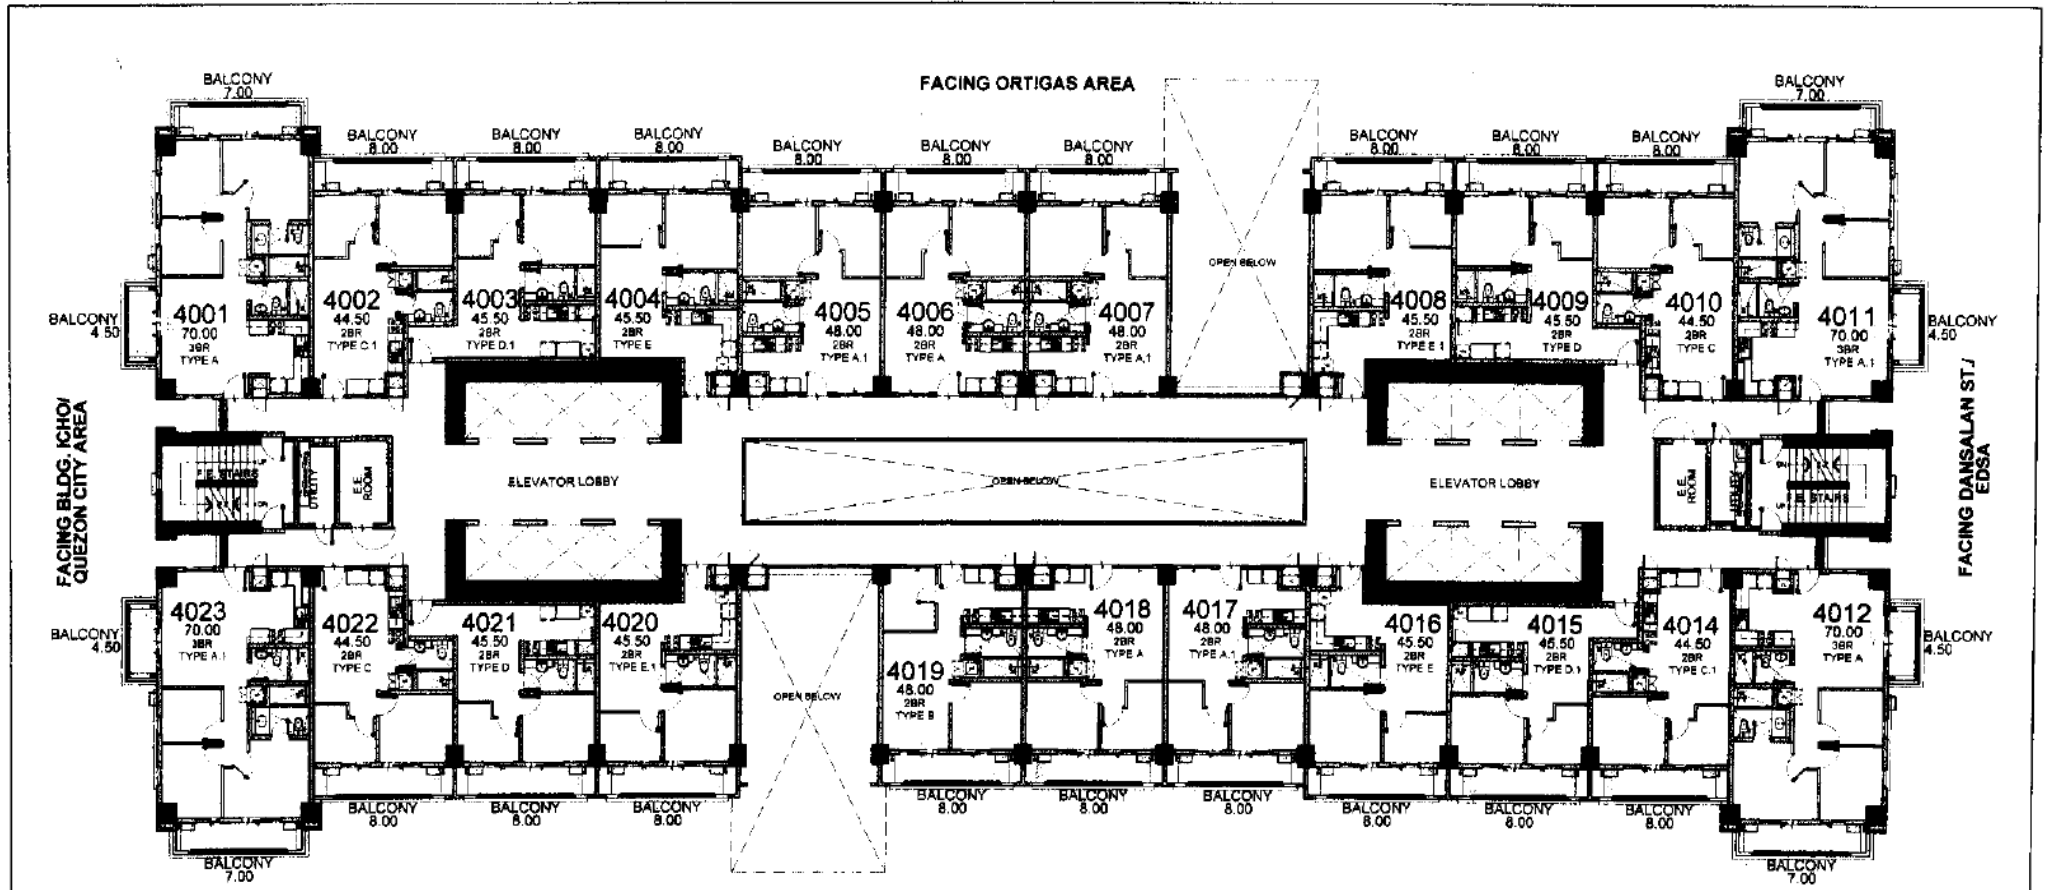 FACING ORTIGAS AREA
BALCONY
7.00
BALCONY
8.00
BALCONY
8.00
BALCONY
8.00
BALCONY
8.00
BALCONY
8.00
BALCONY
8.00
BALCONY
8.00
BALCONY
8.00
BALCONY
8.00
BALCONY
7.00
OPEN BELOW
BALCONY
4.50
4001
70.00
3BR
TYPE A
4002
44.50
2BR
TYPE C.1
4003
45.50
2BR
TYPE D.1
4004
45.50
2BR
TYPE E
4005
48.00
2BR
TYPE A.1
4006
48.00
2BR
TYPE A
4007
48.00
2BR
TYPE A.1
4008
45.50
2BR
TYPE E.1
4009
45.50
2BR
TYPE D
4010
44.50
2BR
TYPE C
4011
70.00
3BR
TYPE A.1
BALCONY
4.50
FACING BLDG. ICHO/
QUEZON CITY AREA
F.E. STAIRS
UTILITY
E.E.
ROOM
ELEVATOR LOBBY
OPEN BELOW
ELEVATOR LOBBY
E.E.
ROOM
UTILITY
F.E. STAIRS
FACING DANSALAN ST./
EDSA
BALCONY
4.50
4023
70.00
3BR
TYPE A.1
4022
44.50
2BR
TYPE C
4021
45.50
2BR
TYPE D
4020
45.50
2BR
TYPE E.1
OPEN BELOW
4019
48.00
2BR
TYPE B
4018
48.00
2BR
TYPE A
4017
48.00
2BR
TYPE A.1
4016
45.50
2BR
TYPE E
4015
45.50
2BR
TYPE D.1
4014
44.50
2BR
TYPE C.1
4012
70.00
3BR
TYPE A
BALCONY
4.50
BALCONY
7.00
BALCONY
8.00
BALCONY
8.00
BALCONY
8.00
BALCONY
8.00
BALCONY
8.00
BALCONY
8.00
BALCONY
8.00
BALCONY
8.00
BALCONY
8.00
BALCONY
7.00